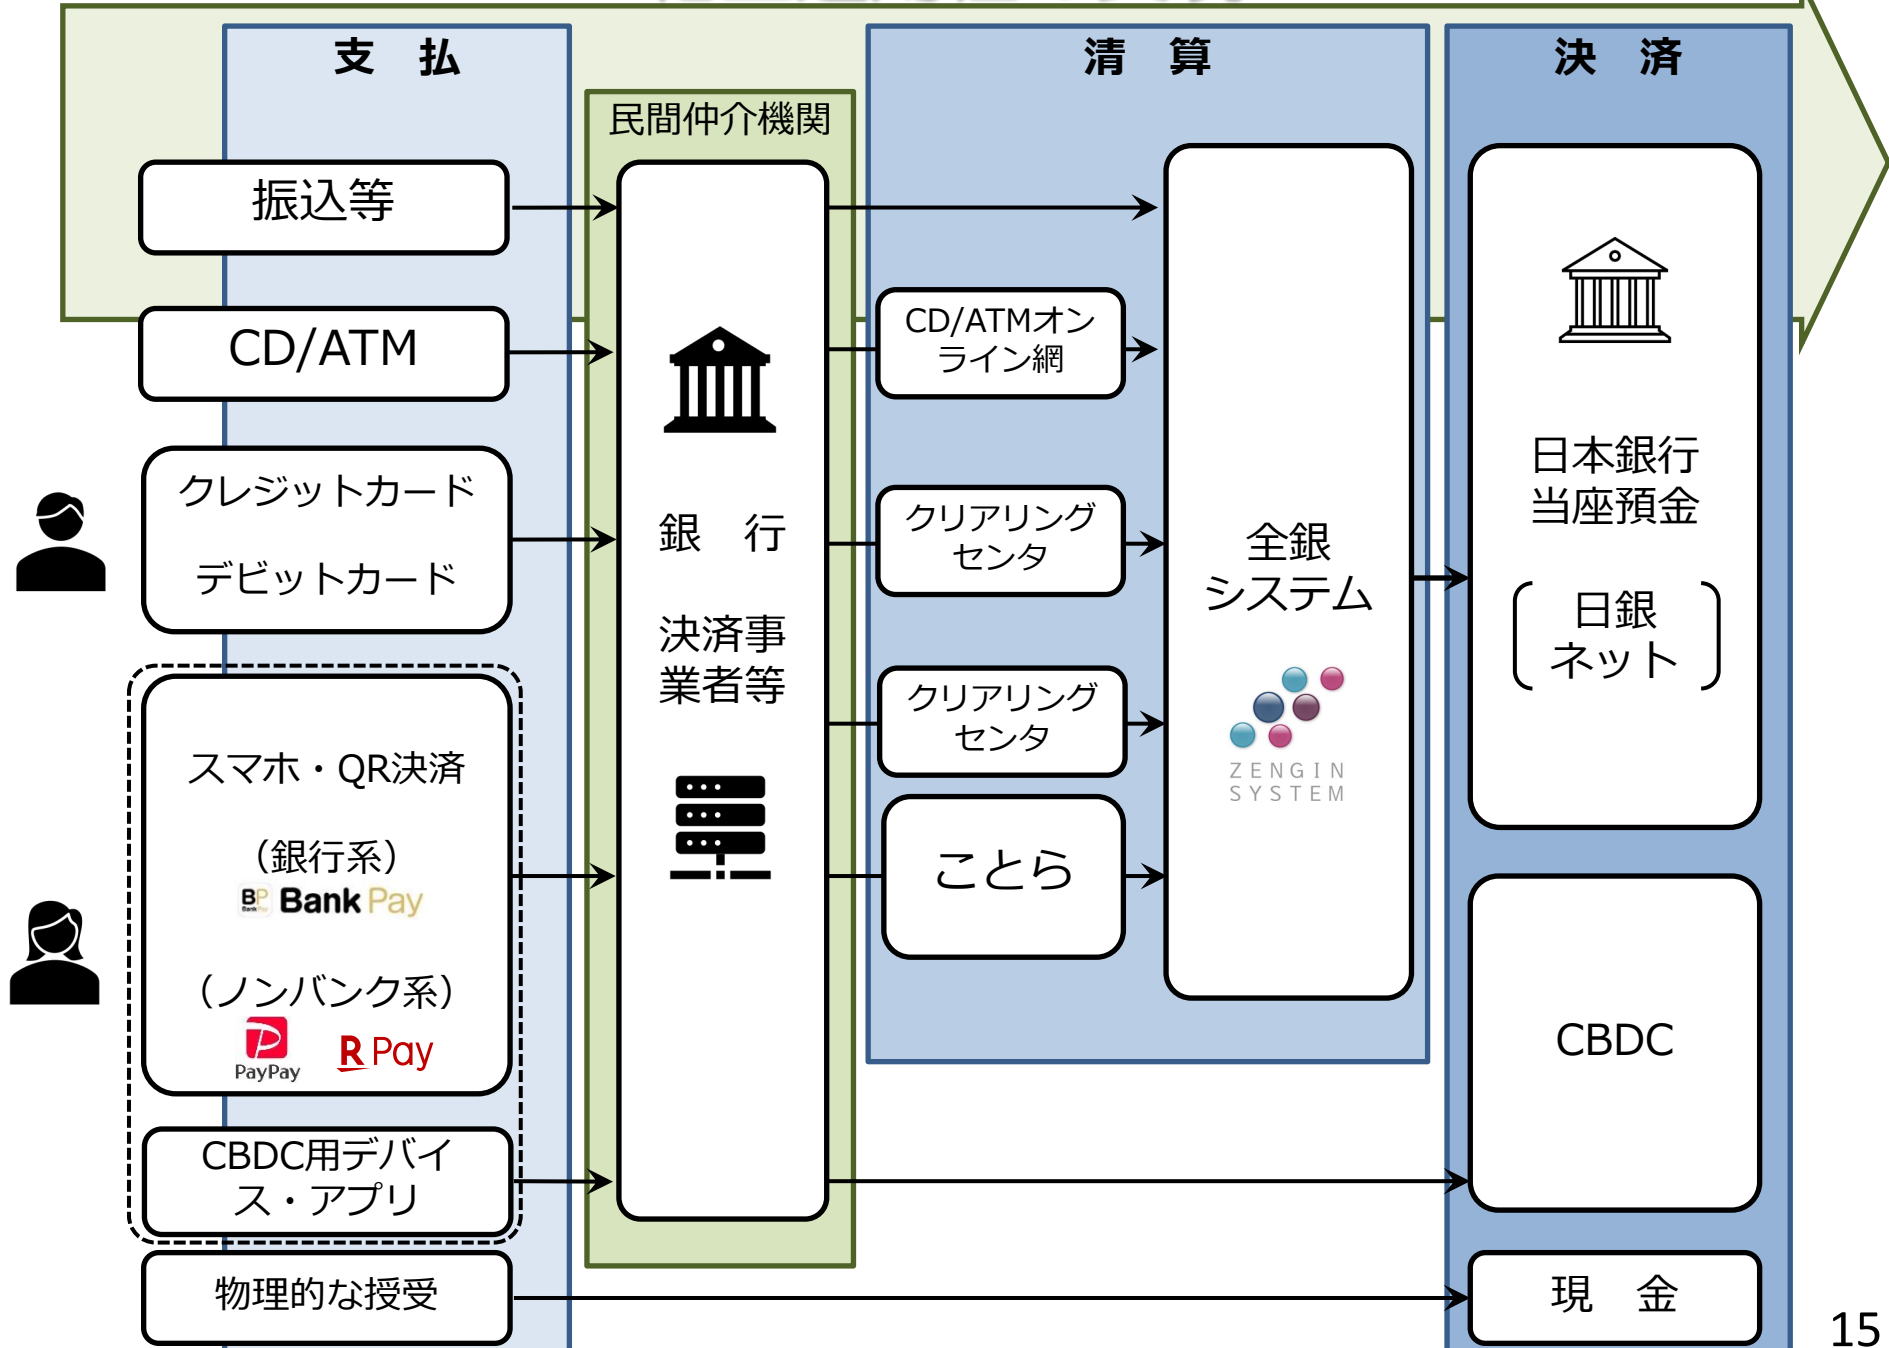 支　払
清　算
決　済
民間仲介機関
振込等
CD/ATM
クレジットカード
デビットカード
スマホ・QR決済
（銀行系）
BP
Bank Pay
（ノンバンク系）
PayPay
R Pay
CBDC用デバイ
ス・アプリ
物理的な授受
銀　行
決済事
業者等
CD/ATMオン
ライン網
クリアリング
センタ
クリアリング
センタ
ことら
全銀
システム
ZENGIN
SYSTEM
日本銀行
当座預金
日銀
ネット
CBDC
現　金
15